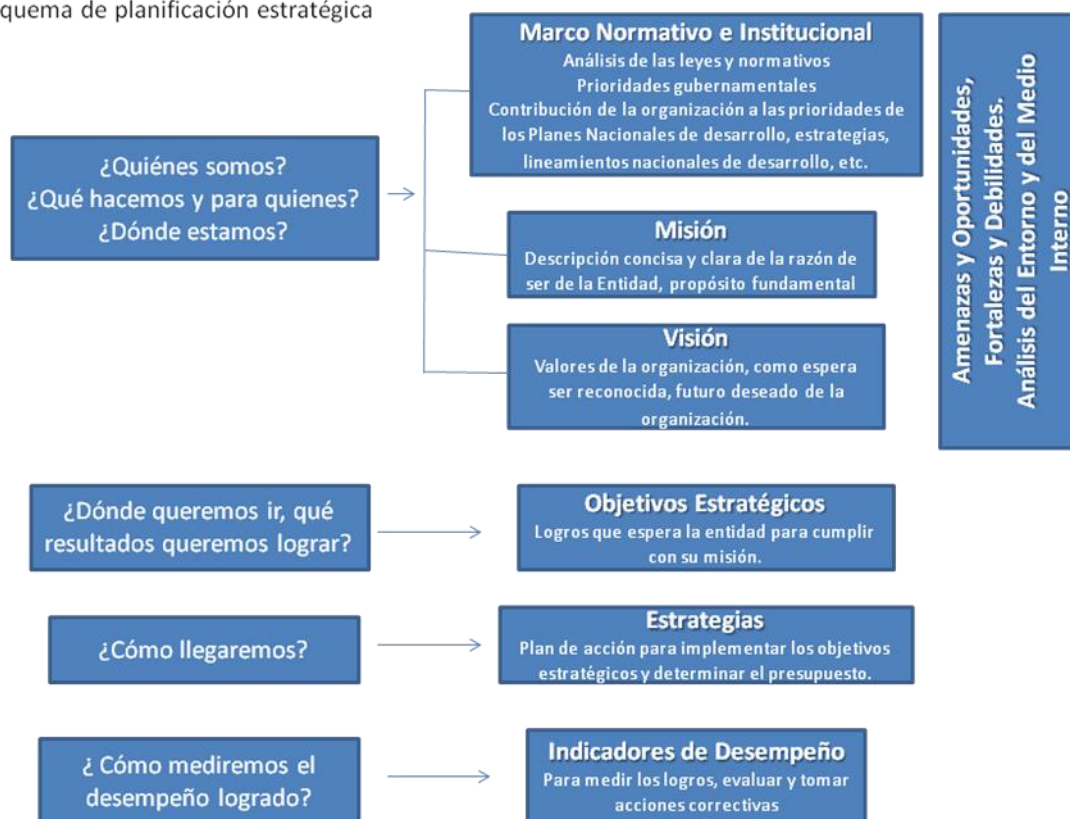 quema de planificación estratégica
¿Quiénes somos?
¿Qué hacemos y para quienes?
¿Dónde estamos?
Marco Normativo e Institucional
Análisis de las leyes y normativos
Prioridades gubernamentales
Contribución de la organización a las prioridades de
los Planes Nacionales de desarrollo, estrategias,
lineamientos nacionales de desarrollo, etc.
Misión
Descripción concisa y clara de la razón de
ser de la Entidad, propósito fundamental
Visión
Valores de la organización, como espera
ser reconocida, futuro deseado de la
organización.
Amenazas y Oportunidades,
Fortalezas y Debilidades.
Análisis del Entorno y del Medio
Interno
¿Dónde queremos ir, qué
resultados queremos lograr?
Objetivos Estratégicos
Logros que espera la entidad para cumplir
con su misión.
¿Cómo llegaremos?
Estrategias
Plan de acción para implementar los objetivos
estratégicos y determinar el presupuesto.
¿ Cómo mediremos el
desempeño logrado?
Indicadores de Desempeño
Para medir los logros, evaluar y tomar
acciones correctivas